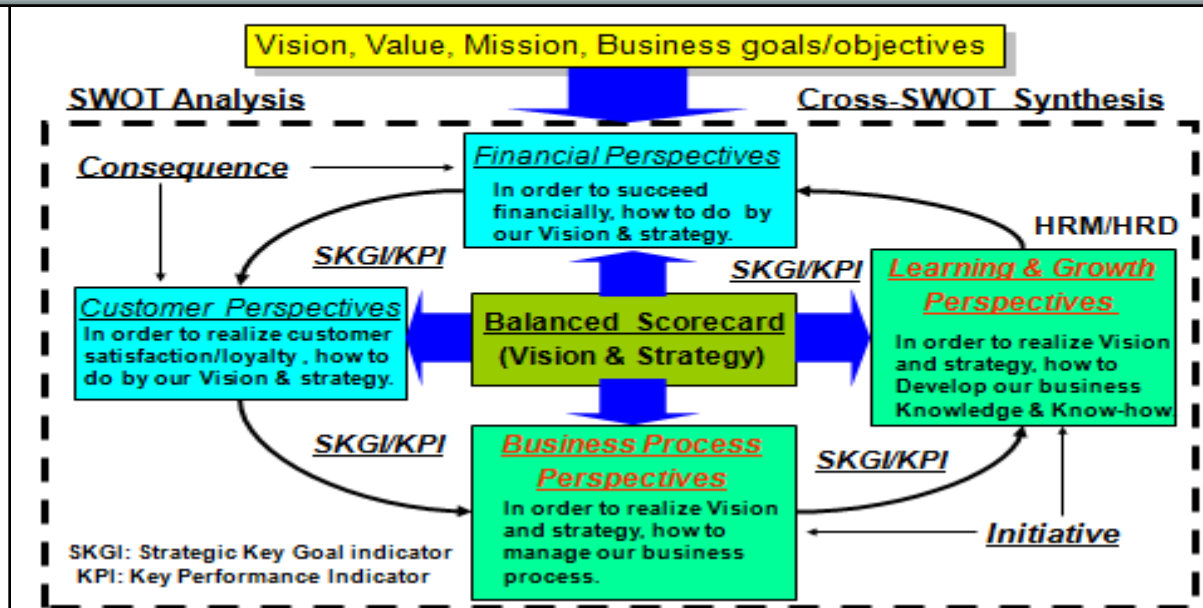 Vision, Value, Mission, Business goals/objectives
SWOT Analysis
Cross-SWOT Synthesis
Consequence
Financial Perspectives
In order to succeed
financially, how to do by
our Vision & strategy.
HRM/HRD
SKGI/KPI
SKGI/KPI
Customer Perspectives
In order to realize customer
satisfaction/loyalty , how to
do by our Vision & strategy.
Balanced Scorecard
(Vision & Strategy)
Learning & Growth
Perspectives
In order to realize Vision
and strategy, how to
Develop our business
Knowledge & Know-how.
SKGI/KPI
Business Process
Perspectives
In order to realize Vision
and strategy, how to
manage our business
process.
SKGI/KPI
Initiative
SKGI: Strategic Key Goal indicator
KPI: Key Performance Indicator